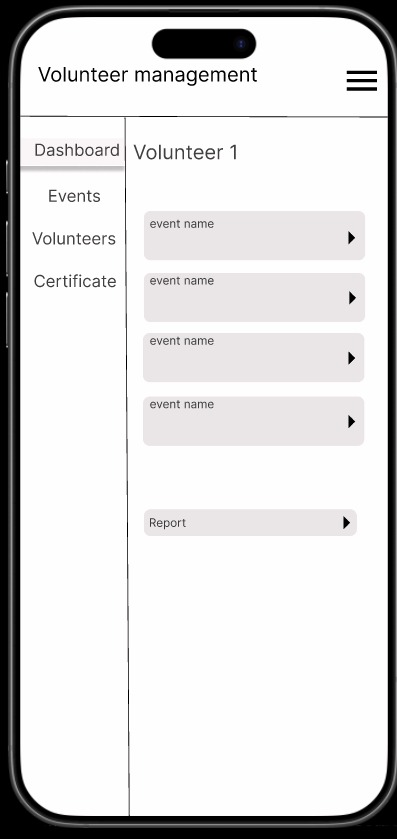 Volunteer management
Dashboard
Events
Volunteers
Certificate
Volunteer 1
event name
event name
event name
event name
Report